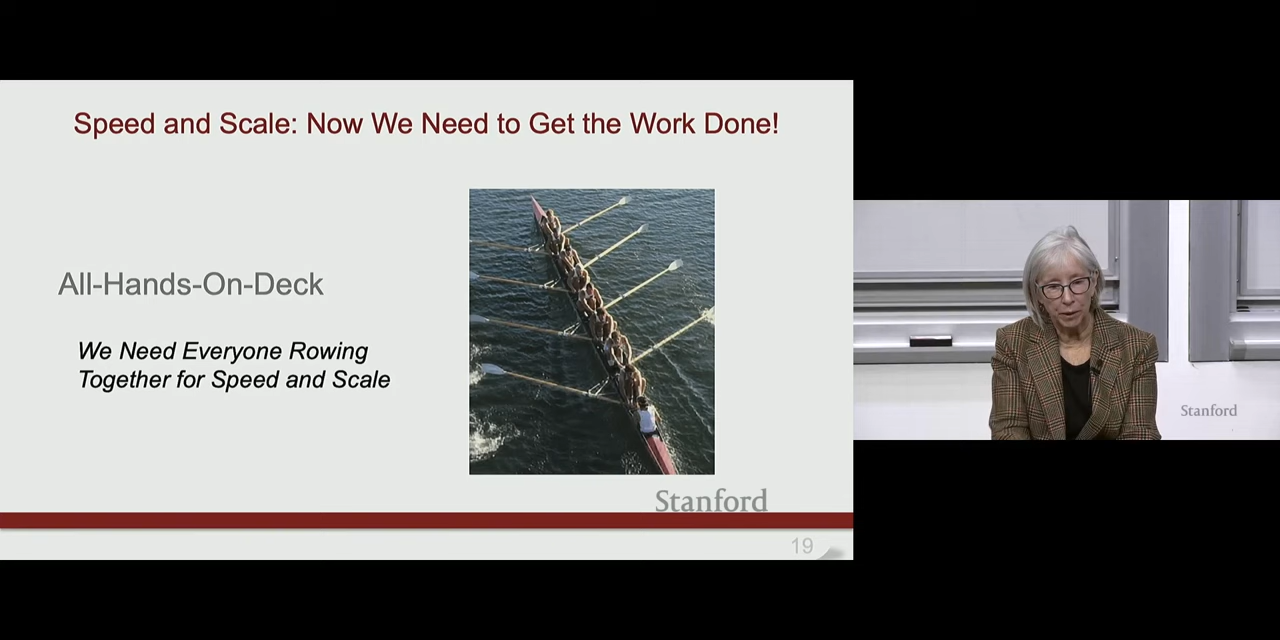 Speed and Scale: Now We Need to Get the Work Done!
All-Hands-On-Deck
We Need Everyone Rowing
Together for Speed and Scale
Stanford
19
Stanford